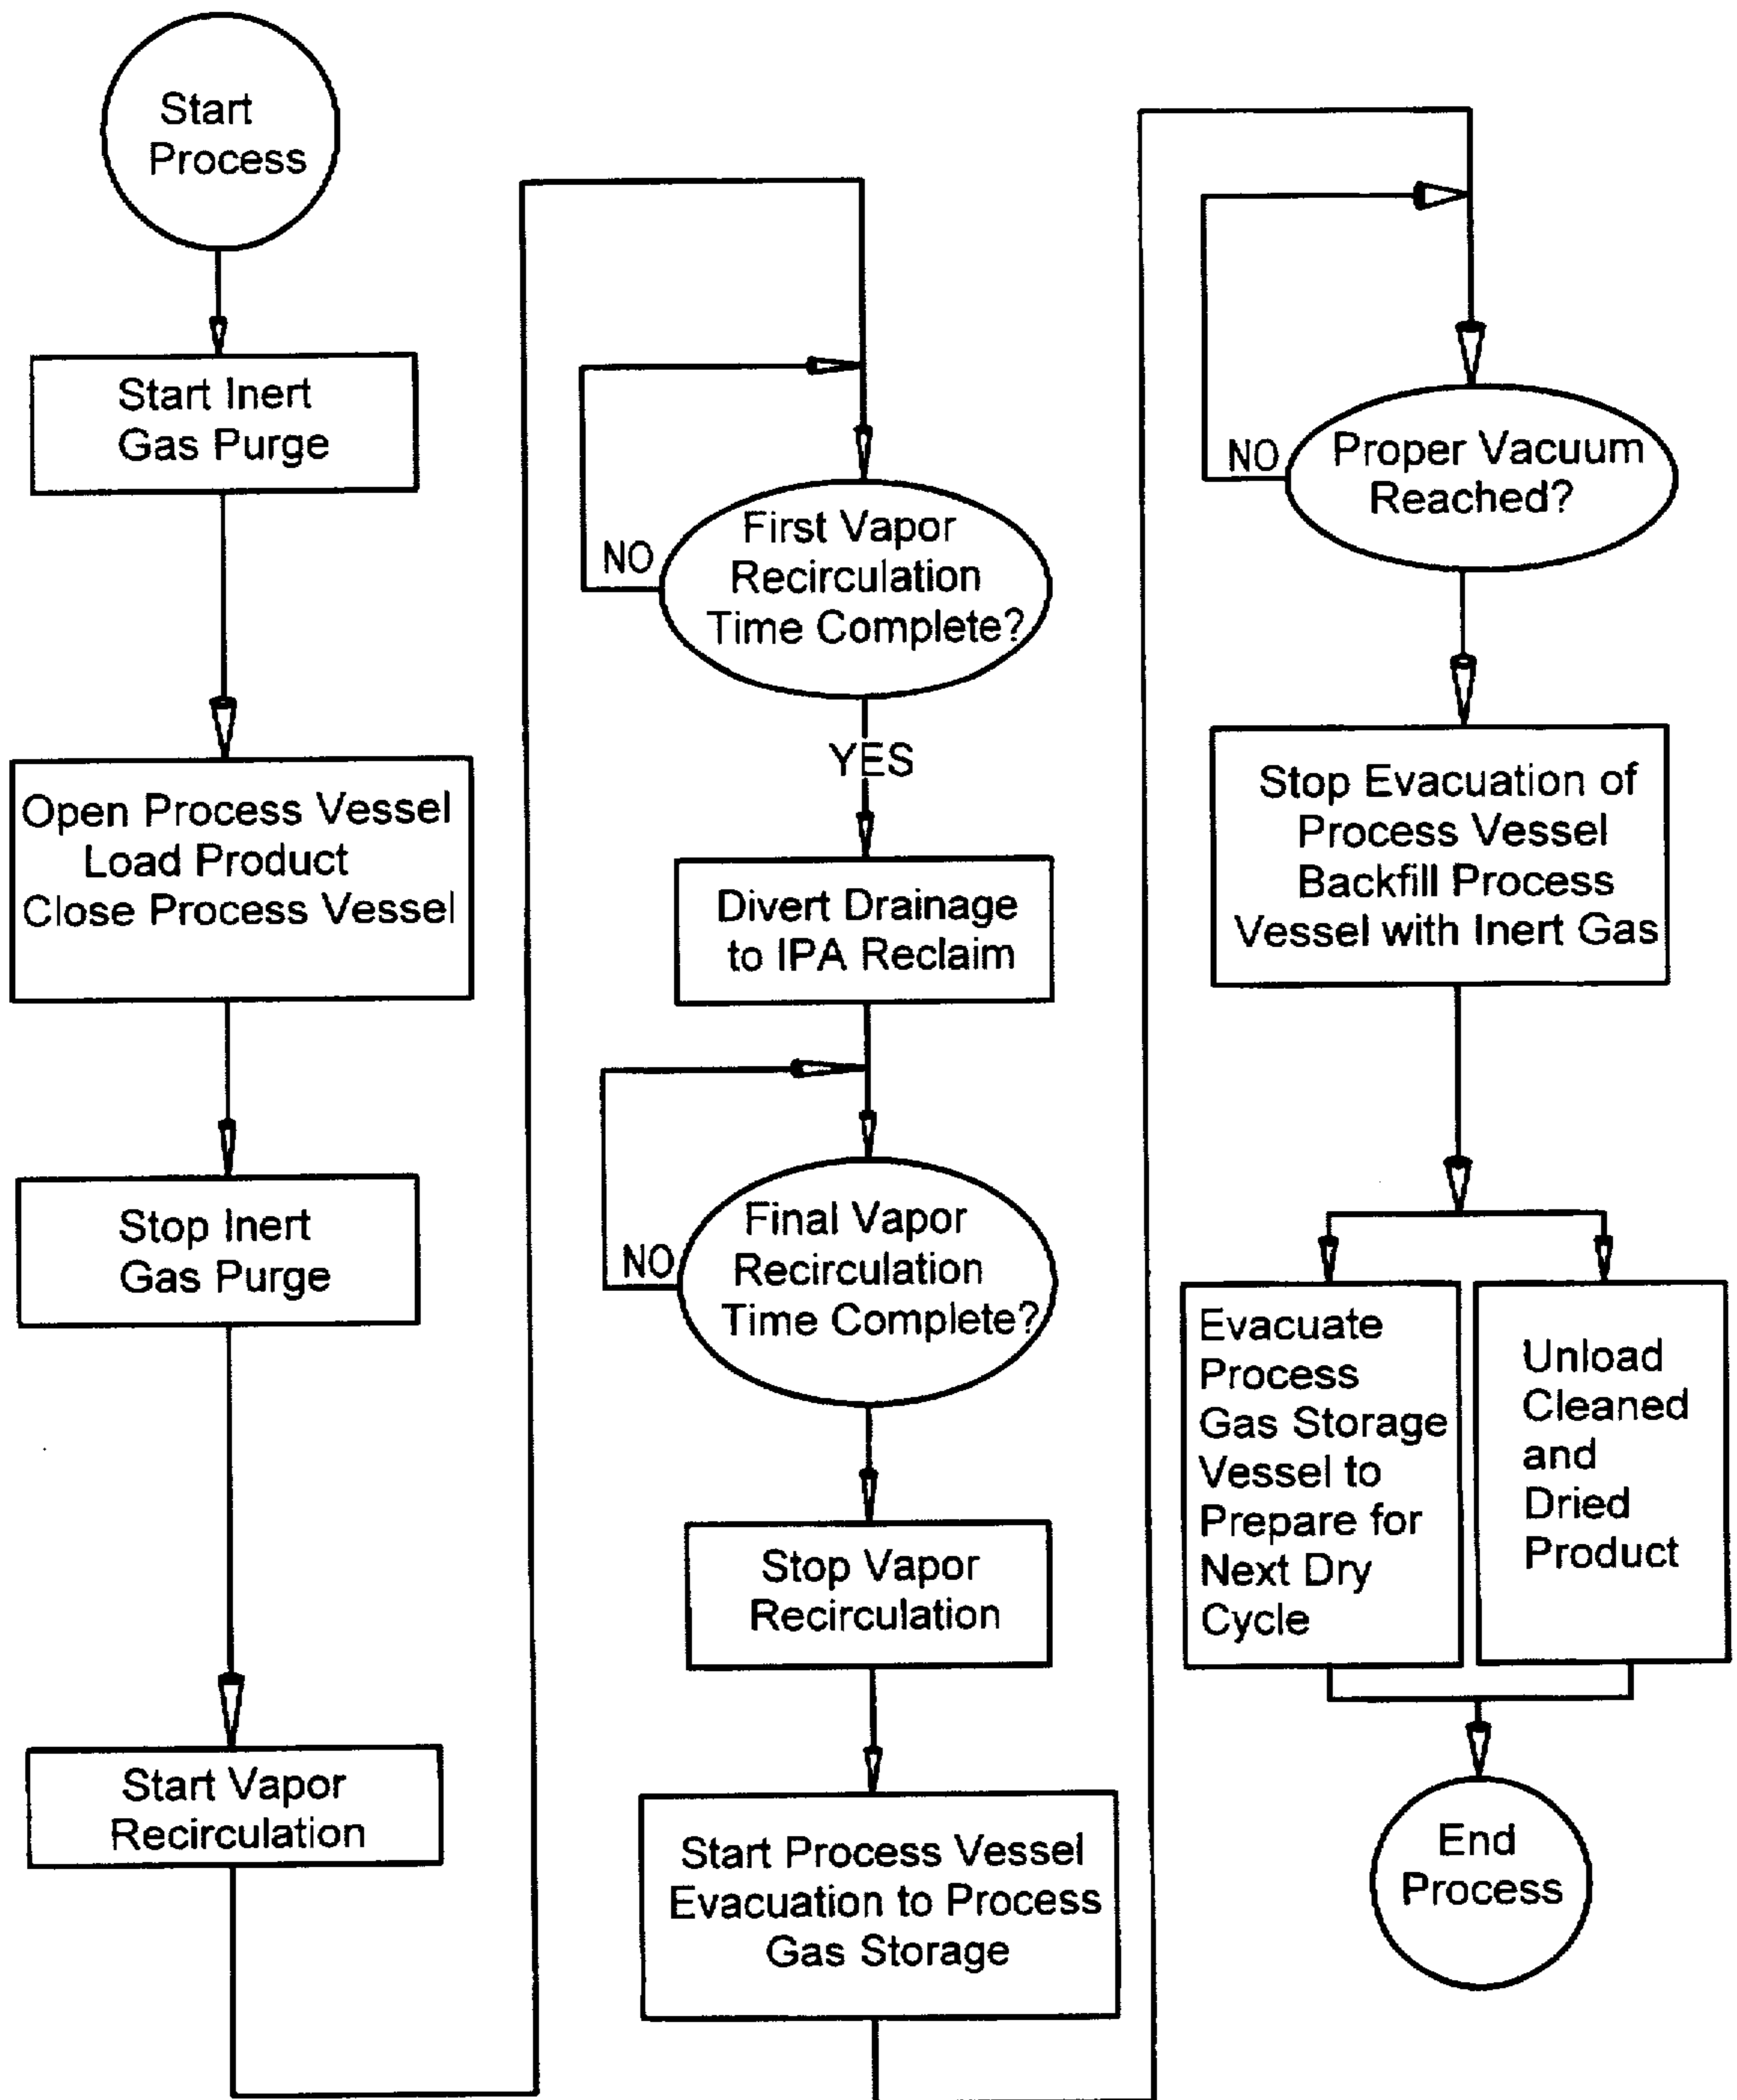 Start
Process
Start Inert
Gas Purge
Open Process Vessel
Load Product
Close Process Vessel
Stop Inert
Gas Purge
Start Vapor
Recirculation
First Vapor
Recirculation
Time Complete?
NO
YES
Divert Drainage
to IPA Reclaim
Final Vapor
Recirculation
Time Complete?
NO
Stop Vapor
Recirculation
Start Process Vessel
Evacuation to Process
Gas Storage
Proper Vacuum
Reached?
NO
Stop Evacuation of
Process Vessel
Backfill Process
Vessel with Inert Gas
Evacuate
Process
Gas Storage
Vessel to
Prepare for
Next Dry
Cycle
Unload
Cleaned
and
Dried
Product
End
Process